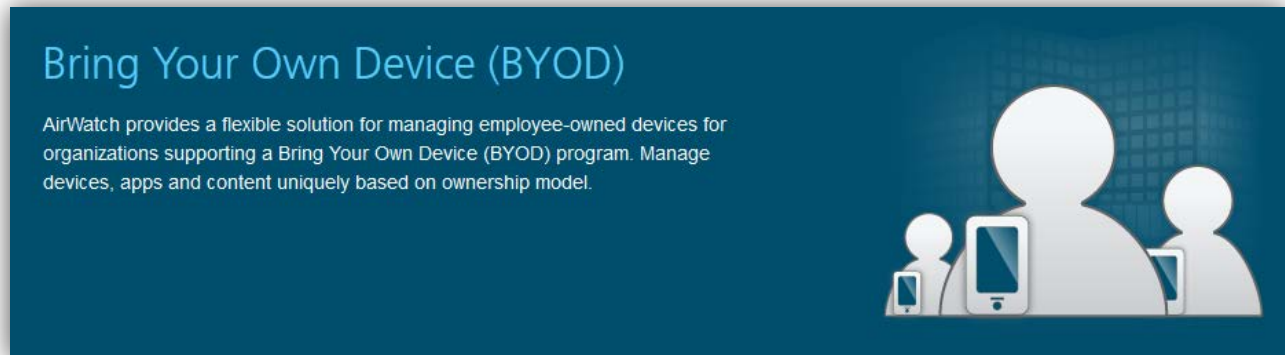 Bring Your Own Device (BYOD)
AirWatch provides a flexible solution for managing employee-owned devices for
organizations supporting a Bring Your Own Device (BYOD) program. Manage
devices, apps and content uniquely based on ownership model.